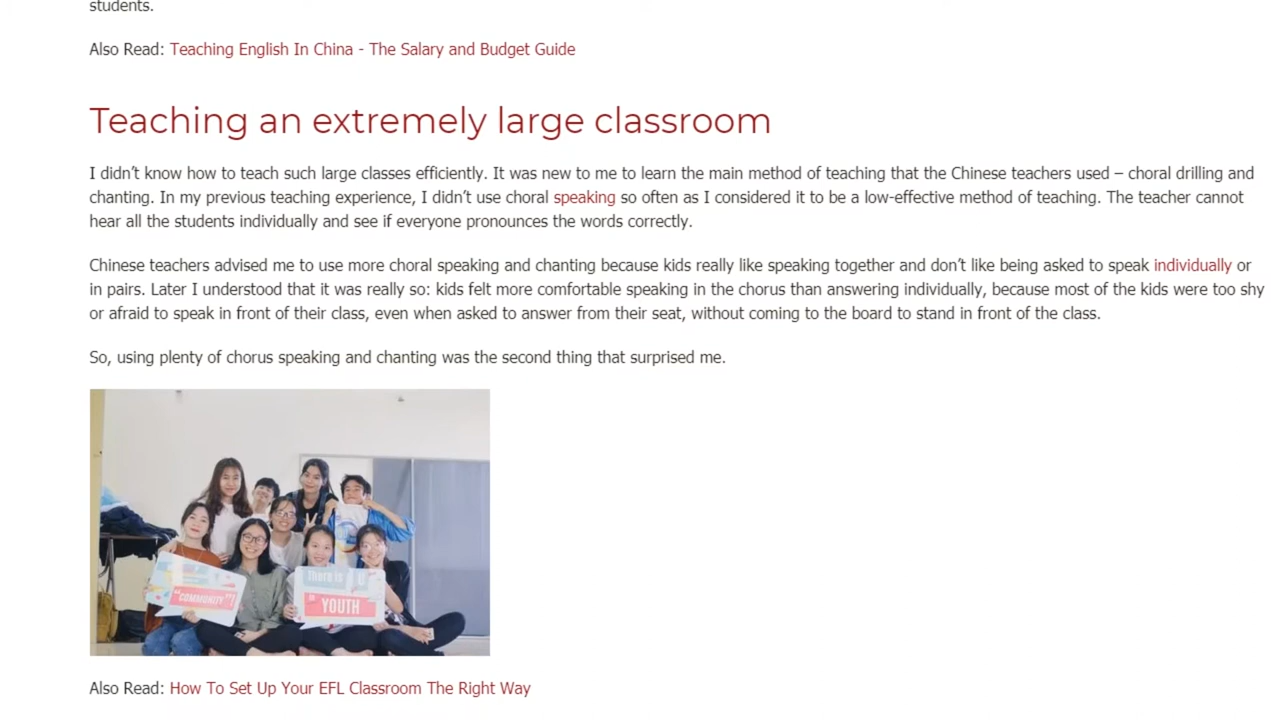 students.
Also Read: Teaching English In China - The Salary and Budget Guide
Teaching an extremely large classroom
I didn't know how to teach such large classes efficiently. It was new to me to learn the main method of teaching that the Chinese teachers used – choral drilling and
chanting. In my previous teaching experience, I didn't use choral speaking so often as I considered it to be a low-effective method of teaching. The teacher cannot
hear all the students individually and see if everyone pronounces the words correctly.
Chinese teachers advised me to use more choral speaking and chanting because kids really like speaking together and don't like being asked to speak individually or
in pairs. Later I understood that it was really so: kids felt more comfortable speaking in the chorus than answering individually, because most of the kids were too shy
or afraid to speak in front of their class, even when asked to answer from their seat, without coming to the board to stand in front of the class.
So, using plenty of chorus speaking and chanting was the second thing that surprised me.
"COMMUNITY"!
There is U
in YOUTH
Also Read: How To Set Up Your EFL Classroom The Right Way